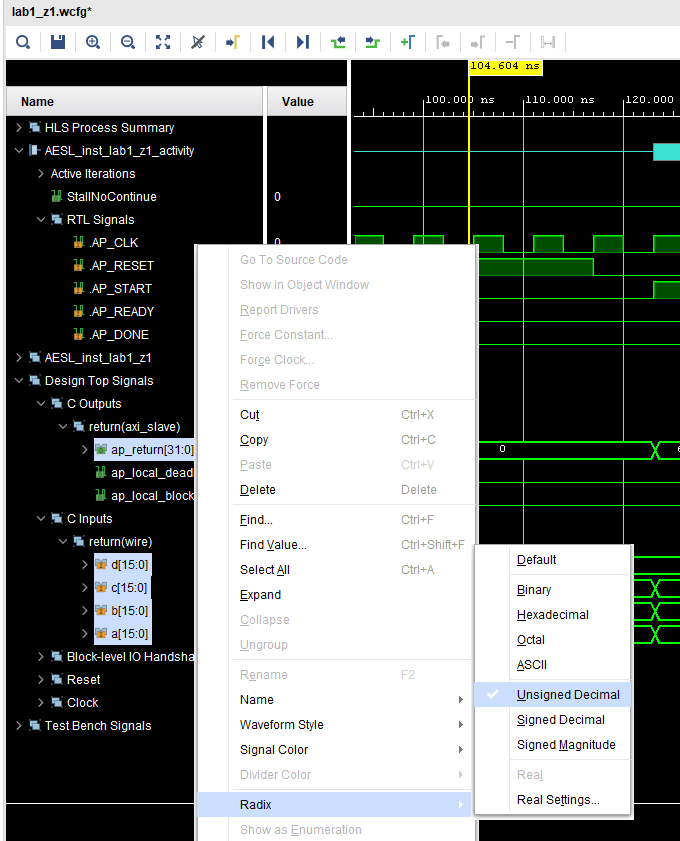 lab1_z1.wcfg*
104.604 ns
Name
Value
100.000 ns
110.000 ns
120.000
HLS Process Summary
AESL_inst_lab1_z1_activity
Active Iterations
StallNoContinue
0
RTL Signals
.AP_CLK
0
.AP_RESET
.AP_START
.AP_READY
.AP_DONE
AESL_inst_lab1_z1
Design Top Signals
C Outputs
return(axi_slave)
ap_return[31:0]
0
ap_local_dead
ap_local_block
C Inputs
return(wire)
d[15:0]
c[15:0]
b[15:0]
a[15:0]
Block-level IO Handsha
Reset
Clock
Test Bench Signals
Go To Source Code
Show in Object Window
Report Drivers
Force Constant...
Force Clock...
Remove Force
Cut Ctrl+X
Copy Ctrl+C
Paste Ctrl+V
Delete Delete
Find... Ctrl+F
Find Value... Ctrl+Shift+F
Select All Ctrl+A
Expand
Collapse
Ungroup
Rename F2
Name
Waveform Style
Signal Color
Divider Color
Radix
Show as Enumeration
Default
Binary
Hexadecimal
Octal
ASCII
Unsigned Decimal
Signed Decimal
Signed Magnitude
Real
Real Settings...